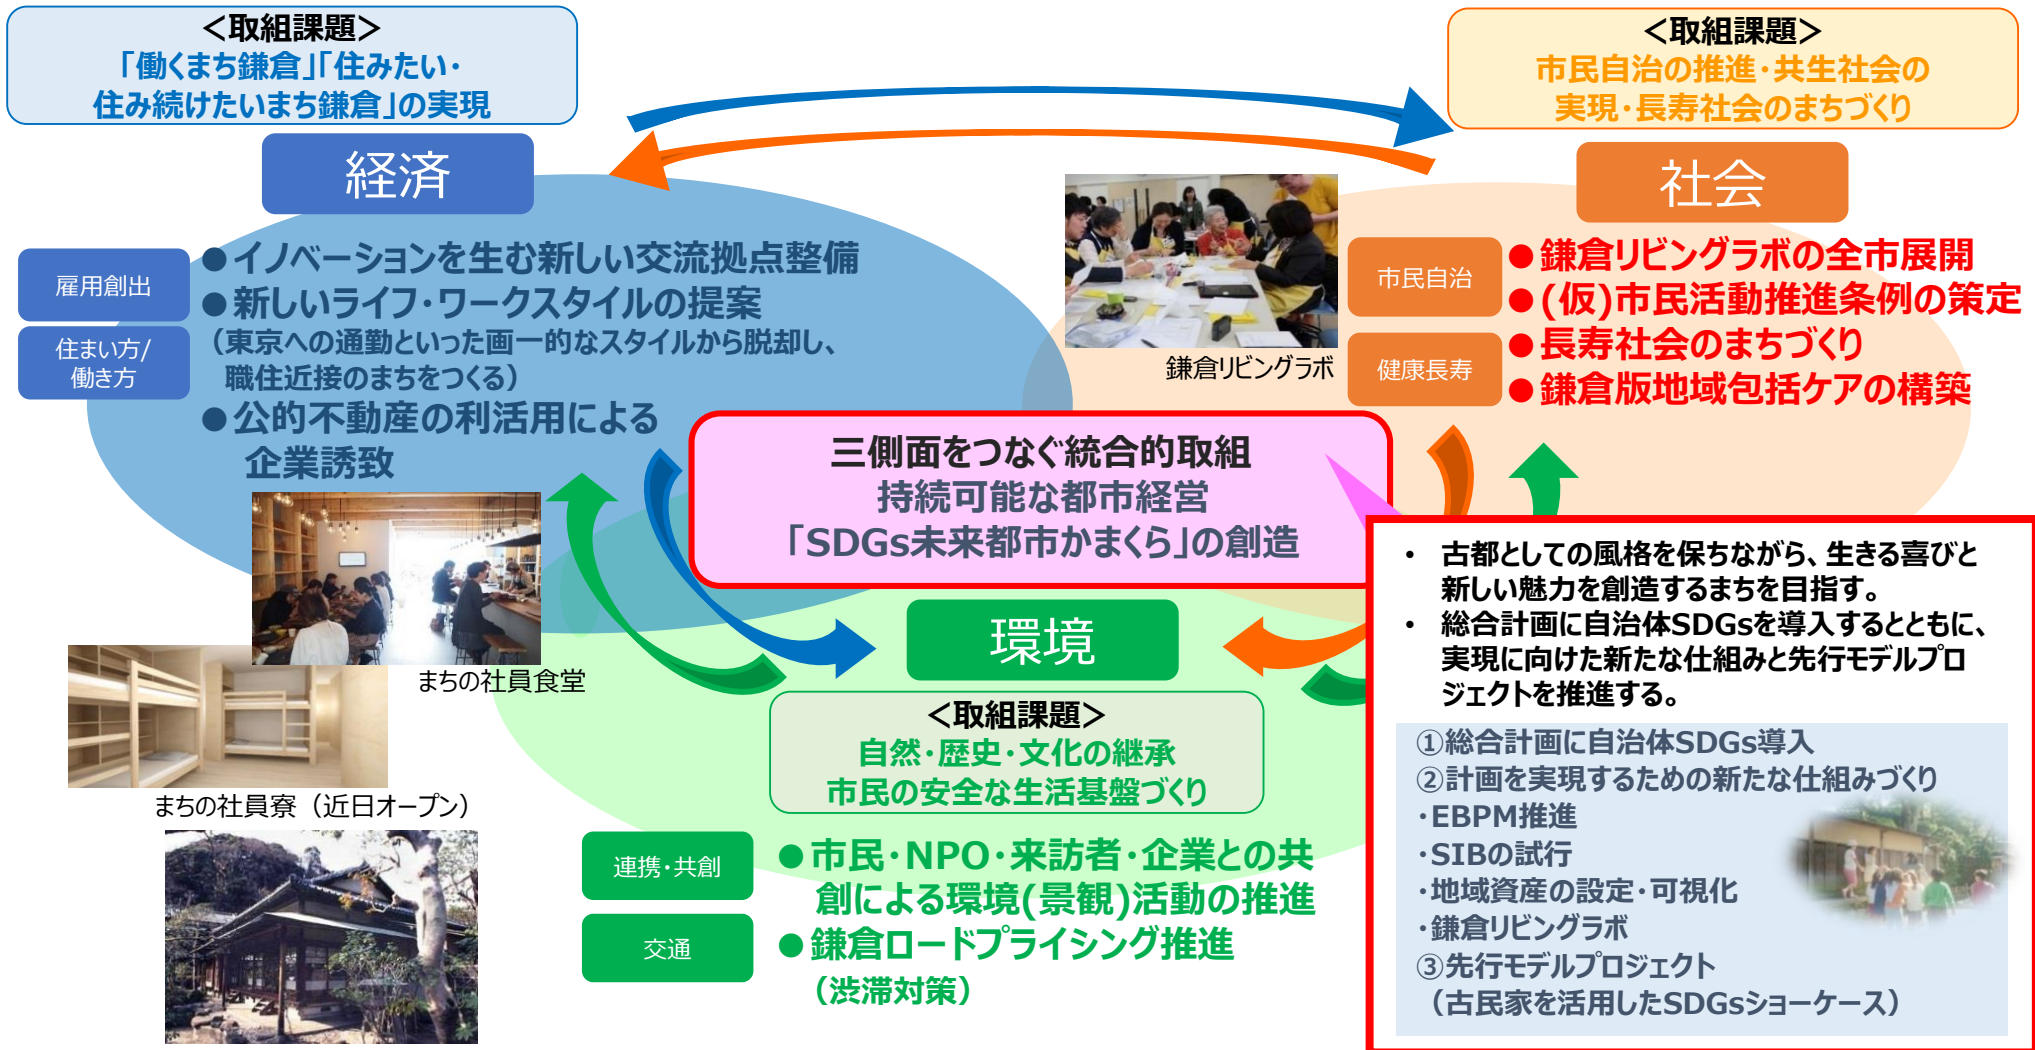 ＜取組課題＞
「働くまち鎌倉」「住みたい・
住み続けたいまち鎌倉」の実現
経済
雇用創出
住まい方/
働き方
●イノベーションを生む新しい交流拠点整備
●新しいライフ・ワークスタイルの提案
（東京への通勤といった画一的なスタイルから脱却し、
職住近接のまちをつくる）
●公的不動産の利活用による
企業誘致
まちの社員食堂
まちの社員寮（近日オープン）
＜取組課題＞
市民自治の推進・共生社会の
実現・長寿社会のまちづくり
社会
鎌倉リビングラボ
市民自治
健康長寿
●鎌倉リビングラボの全市展開
●(仮)市民活動推進条例の策定
●長寿社会のまちづくり
●鎌倉版地域包括ケアの構築
三側面をつなぐ統合的取組
持続可能な都市経営
「SDGs未来都市かまくら」の創造
環境
＜取組課題＞
自然・歴史・文化の継承
市民の安全な生活基盤づくり
連携・共創
交通
●市民・NPO・来訪者・企業との共
創による環境(景観)活動の推進
●鎌倉ロードプライシング推進
（渋滞対策）
・ 古都としての風格を保ちながら、生きる喜びと
新しい魅力を創造するまちを目指す。
・ 総合計画に自治体SDGsを導入するとともに、
実現に向けた新たな仕組みと先行モデルプロ
ジェクトを推進する。
①総合計画に自治体SDGs導入
②計画を実現するための新たな仕組みづくり
・EBPM推進
・SIBの試行
・地域資産の設定・可視化
・鎌倉リビングラボ
③先行モデルプロジェクト
（古民家を活用したSDGsショーケース）